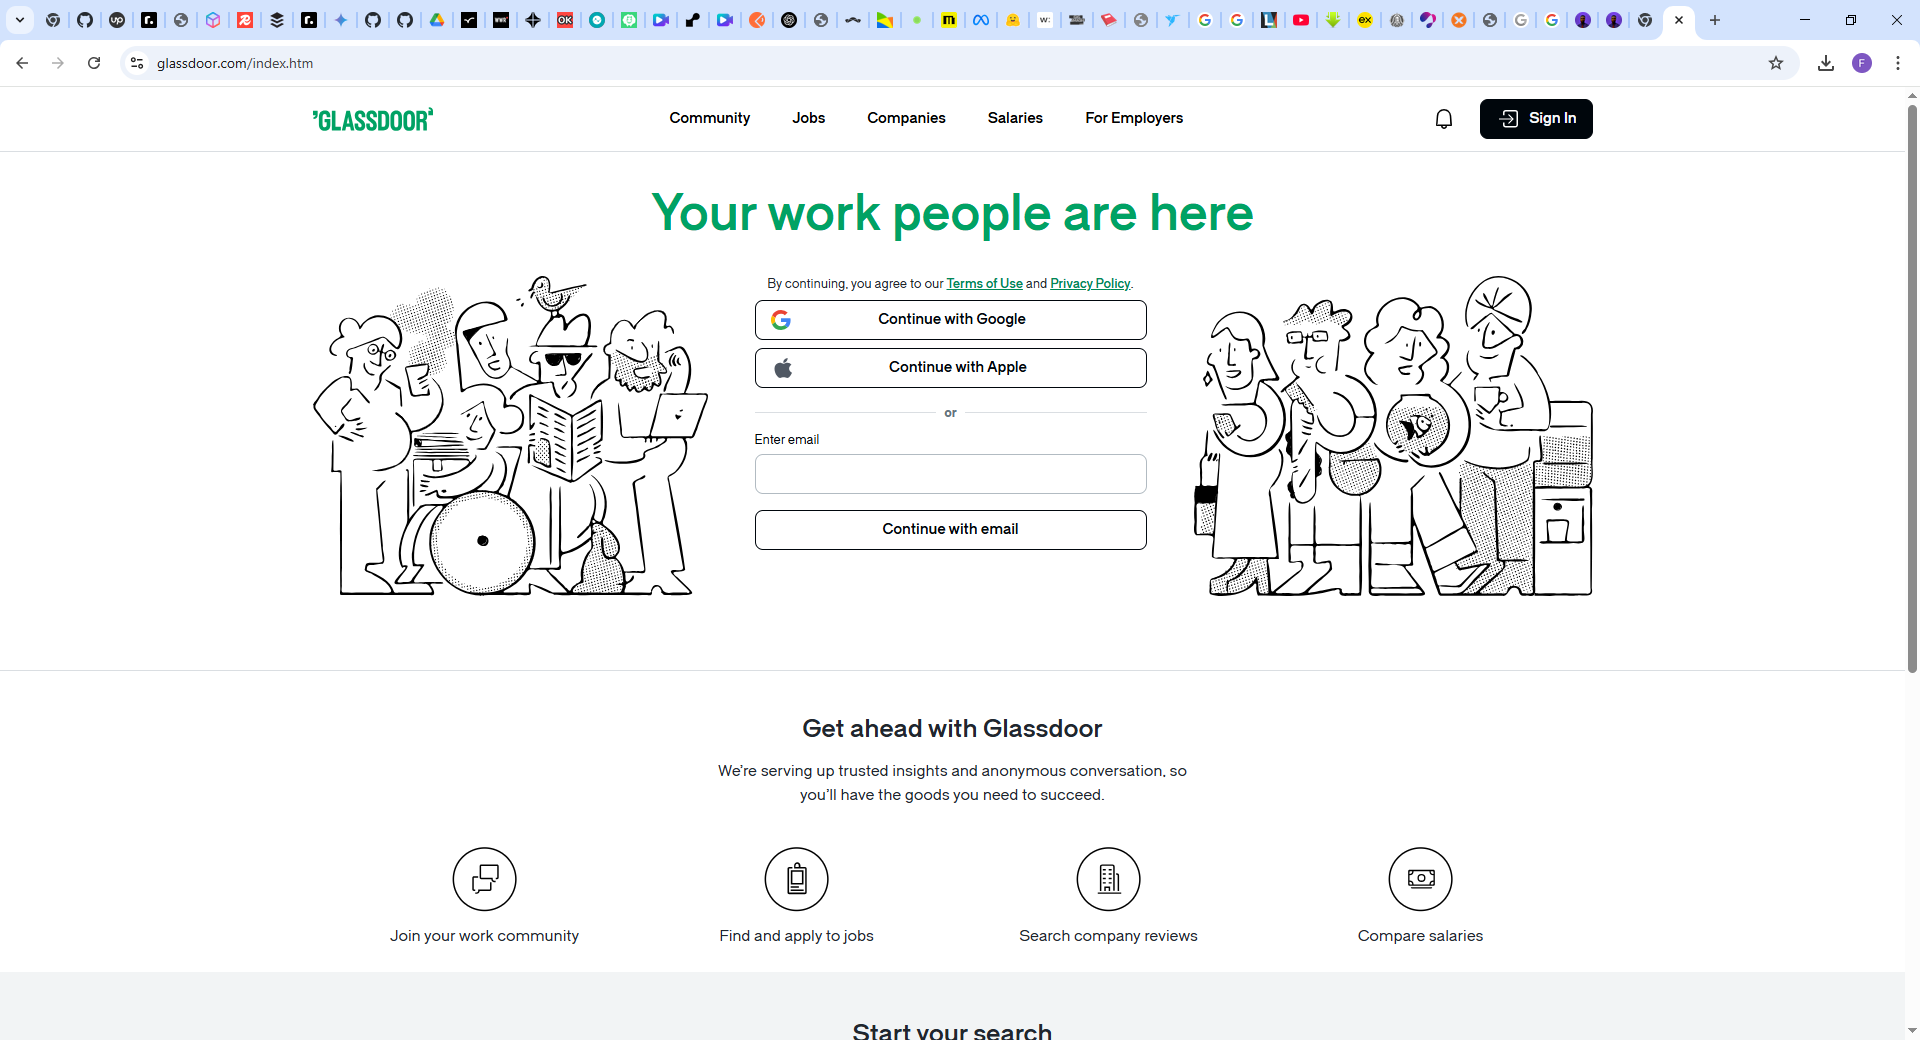 glassdoor.com/index.htm
F
GLASSDOOR
Community
Jobs
Companies
Salaries
For Employers
Sign In
Your work people are here
By continuing, you agree to our Terms of Use and Privacy Policy.
Continue with Google
Continue with Apple
or
Enter email
Continue with email
Get ahead with Glassdoor
We're serving up trusted insights and anonymous conversation, so
you'll have the goods you need to succeed.
Join your work community
Find and apply to jobs
Search company reviews
Compare salaries
Start your search